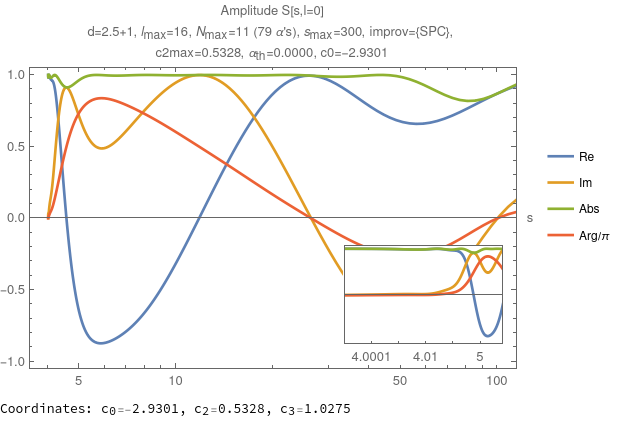 Amplitude S[s,l=0]
d=2.5+1, lmax=16, Nmax=11 (79 α's), smax=300, improv={SPC},
c2max=0.5328, αth=0.0000, c0=-2.9301
1.0
0.5
0.0
-0.5
-1.0
5
10
50
100
s
4.0001
4.01
5
Re
Im
Abs
Arg/π
Coordinates: c0=-2.9301, c2=0.5328, c3=1.0275